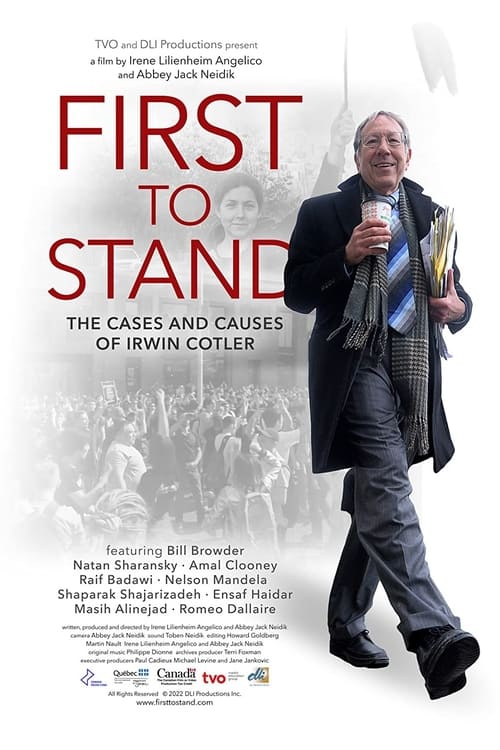 TVO and DLI Productions present
a film by Irene Lilienheim Angelico
and Abbey Jack Neidik
FIRST
TO
STAND
THE CASES AND CAUSES
OF IRWIN COTLER
featuring Bill Browder
Natan Sharansky · Amal Clooney
Raif Badawi · Nelson Mandela
Shaparak Shajarizadeh · Ensaf Haidar
Masih Alinejad · Romeo Dallaire
written, produced and directed by Irene Lilienheim Angelico and Abbey Jack Neidik
camera Abbey Jack Neidik sound Toben Neidik editing Howard Goldberg
Martin Nault Irene Lilienheim Angelico and Abbey Jack Neidik
original music Philippe Dionne archives producer Terri Foxman
executive producers Paul Cadieux Michael Levine and Jane Jankovic
Québec
Canada
tvo
dli
All Rights Reserved © 2022 DLI Productions Inc.
www.firsttostand.com